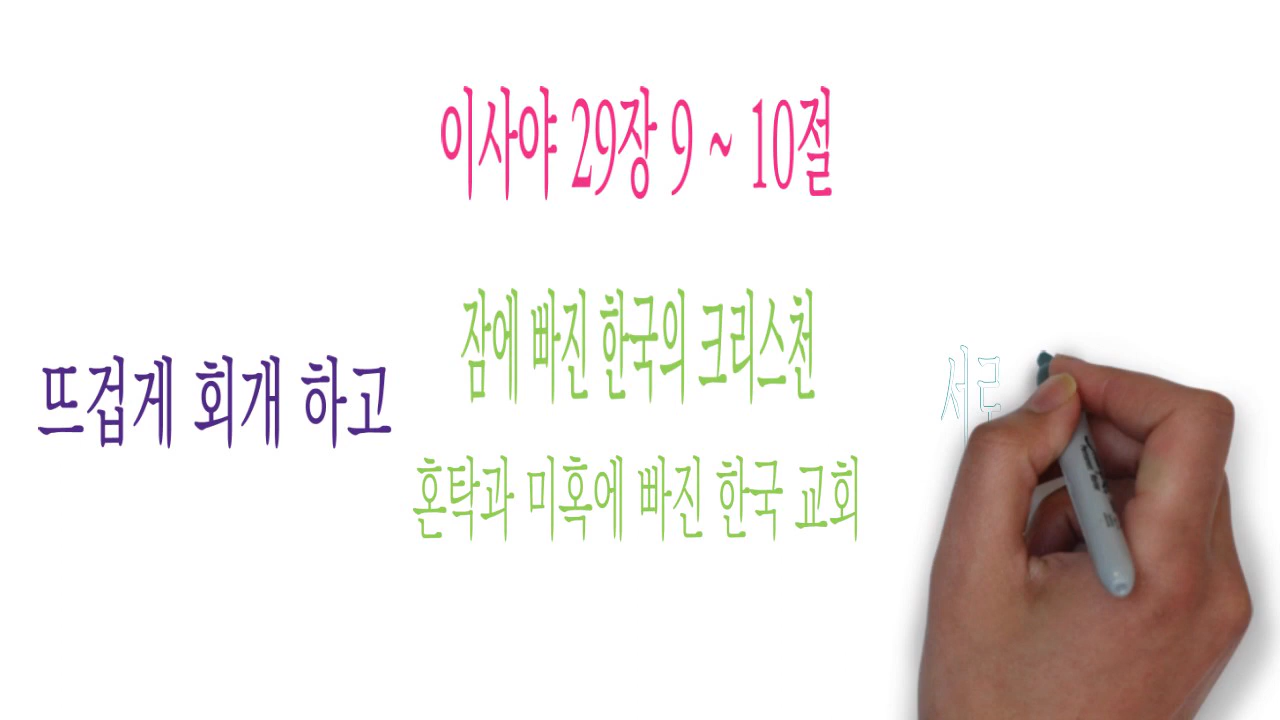 이사야 29장 9 ~ 10절
잠에 빠진 한국의 크리스천
뜨겁게 회개 하고
서로
혼탁과 미혹에 빠진 한국 교회